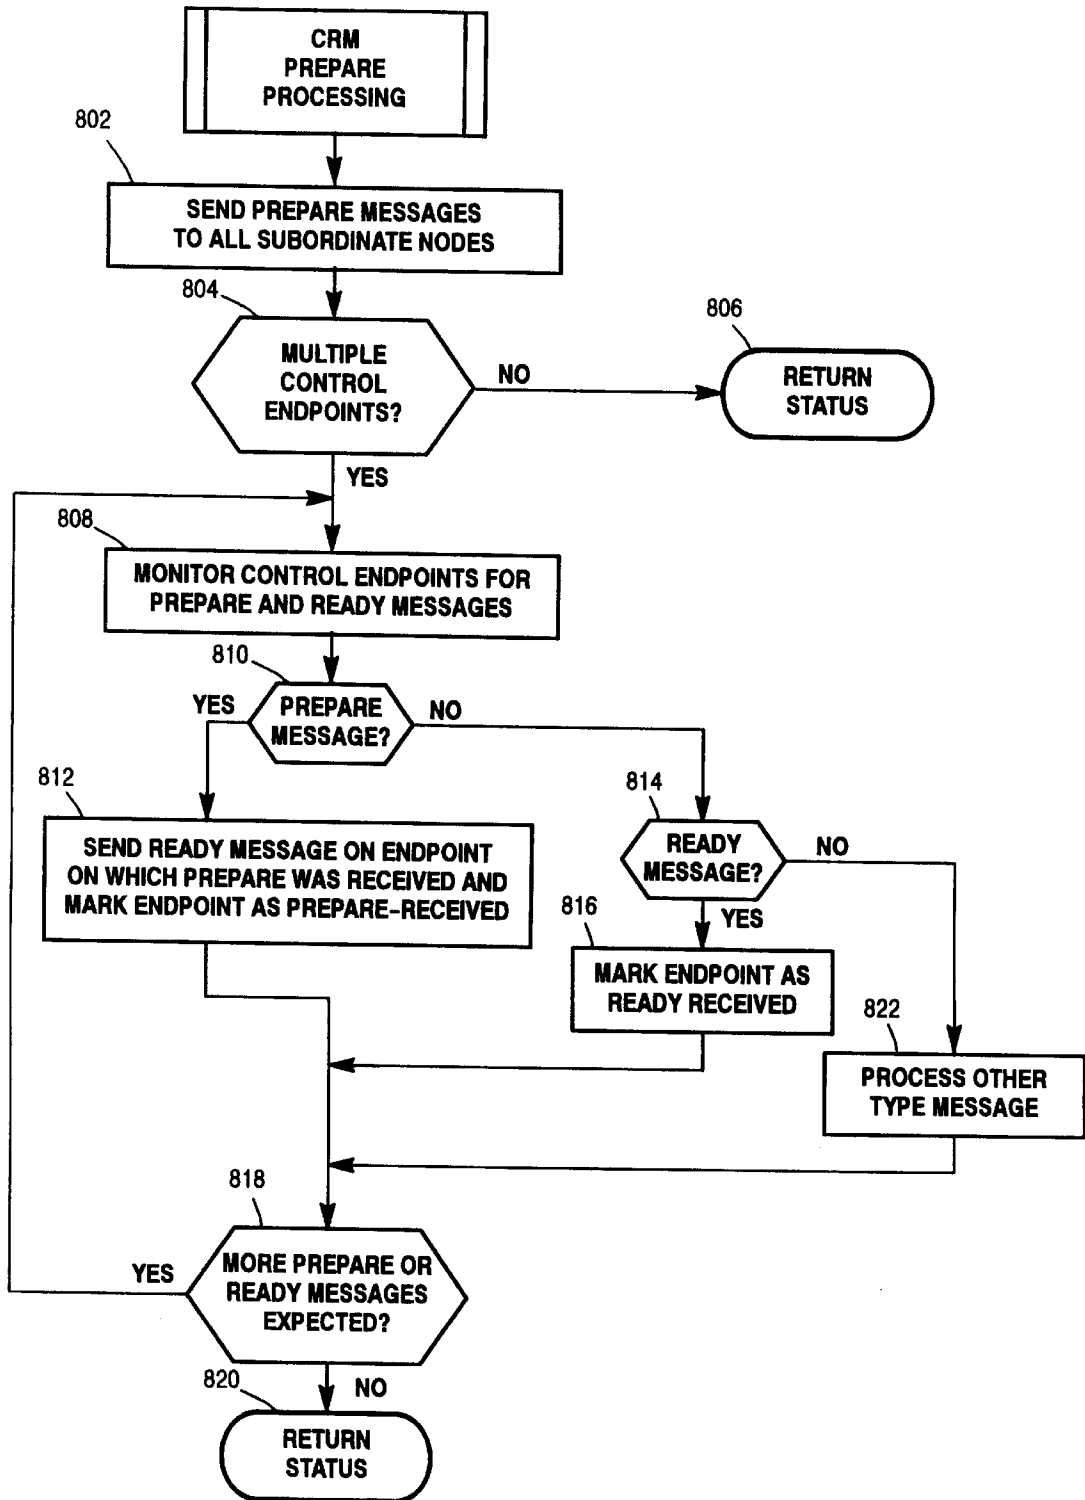 CRM
PREPARE
PROCESSING
802
SEND PREPARE MESSAGES
TO ALL SUBORDINATE NODES
804
MULTIPLE
CONTROL
ENDPOINTS?
NO
806
RETURN
STATUS
YES
808
MONITOR CONTROL ENDPOINTS FOR
PREPARE AND READY MESSAGES
810
PREPARE
MESSAGE?
YES
NO
812
SEND READY MESSAGE ON ENDPOINT
ON WHICH PREPARE WAS RECEIVED AND
MARK ENDPOINT AS PREPARE-RECEIVED
814
READY
MESSAGE?
NO
YES
816
MARK ENDPOINT AS
READY RECEIVED
822
PROCESS OTHER
TYPE MESSAGE
818
MORE PREPARE OR
READY MESSAGES
EXPECTED?
YES
NO
820
RETURN
STATUS